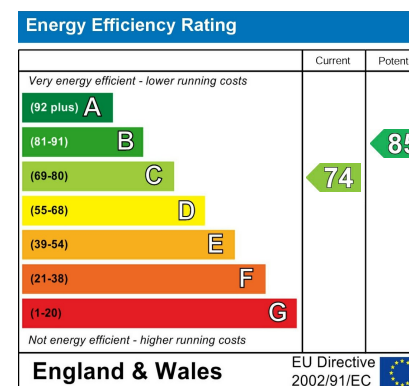 Energy Efficiency Rating
Current Potent
Very energy efficient - lower running costs
(92 plus) A
(81-91) B 85
(69-80) C 74
(55-68) D
(39-54) E
(21-38) F
(1-20) G
Not energy efficient - higher running costs
England & Wales
EU Directive
2002/91/EC